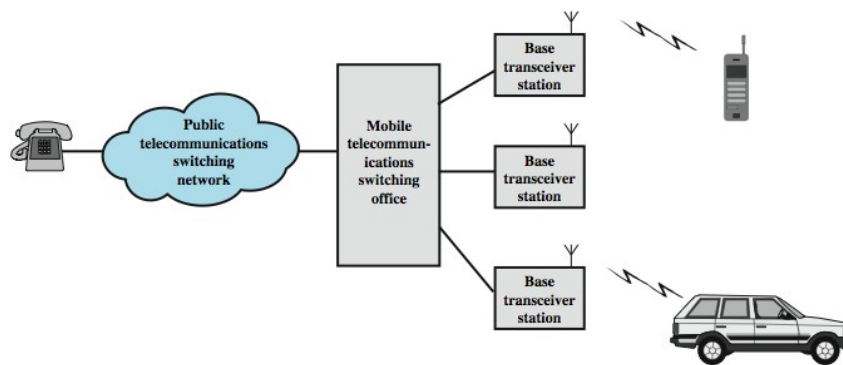 Public
telecommunications
switching
network
Mobile
telecommun-
ications
switching
office
Base
transceiver
station
Base
transceiver
station
Base
transceiver
station